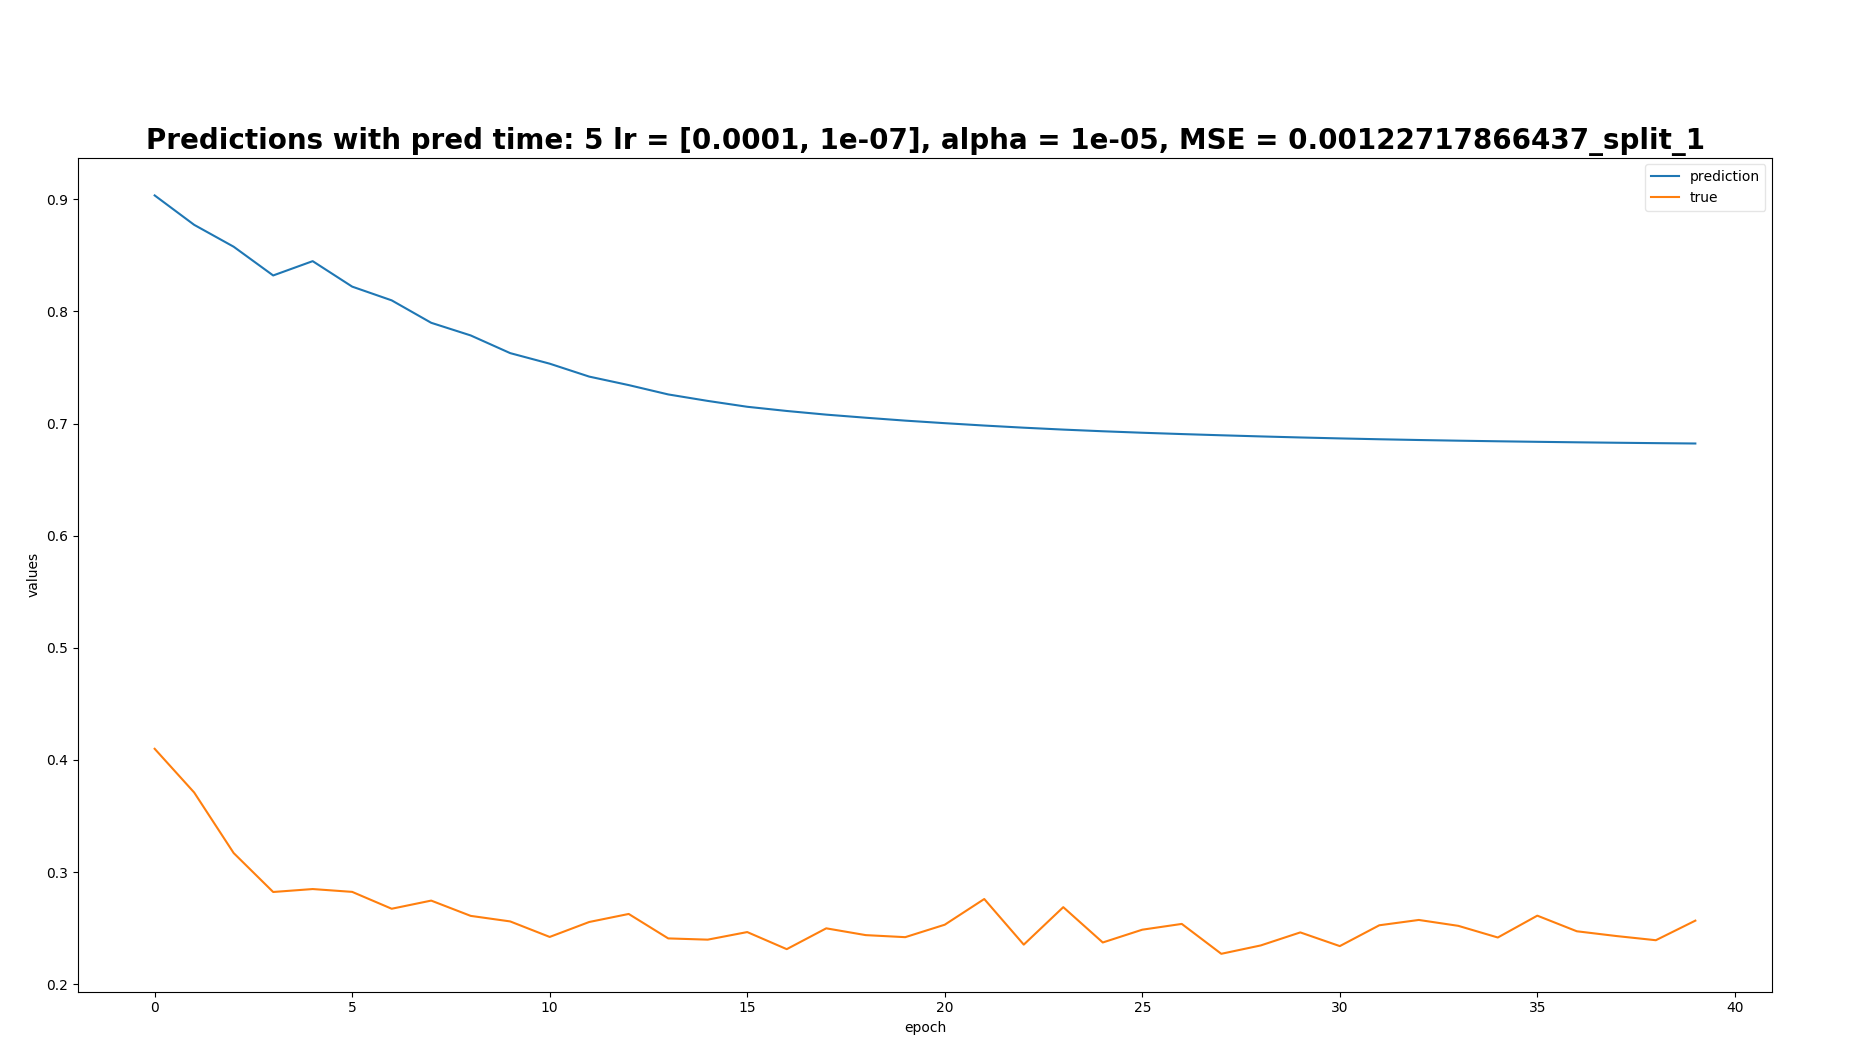 Predictions with pred time: 5 lr = [0.0001, 1e-07], alpha = 1e-05, MSE = 0.00122717866437_split_1
prediction
true
0.9
0.8
0.7
0.6
0.5
0.4
0.3
0.2
values
0 5 10 15 20 25 30 35 40
epoch